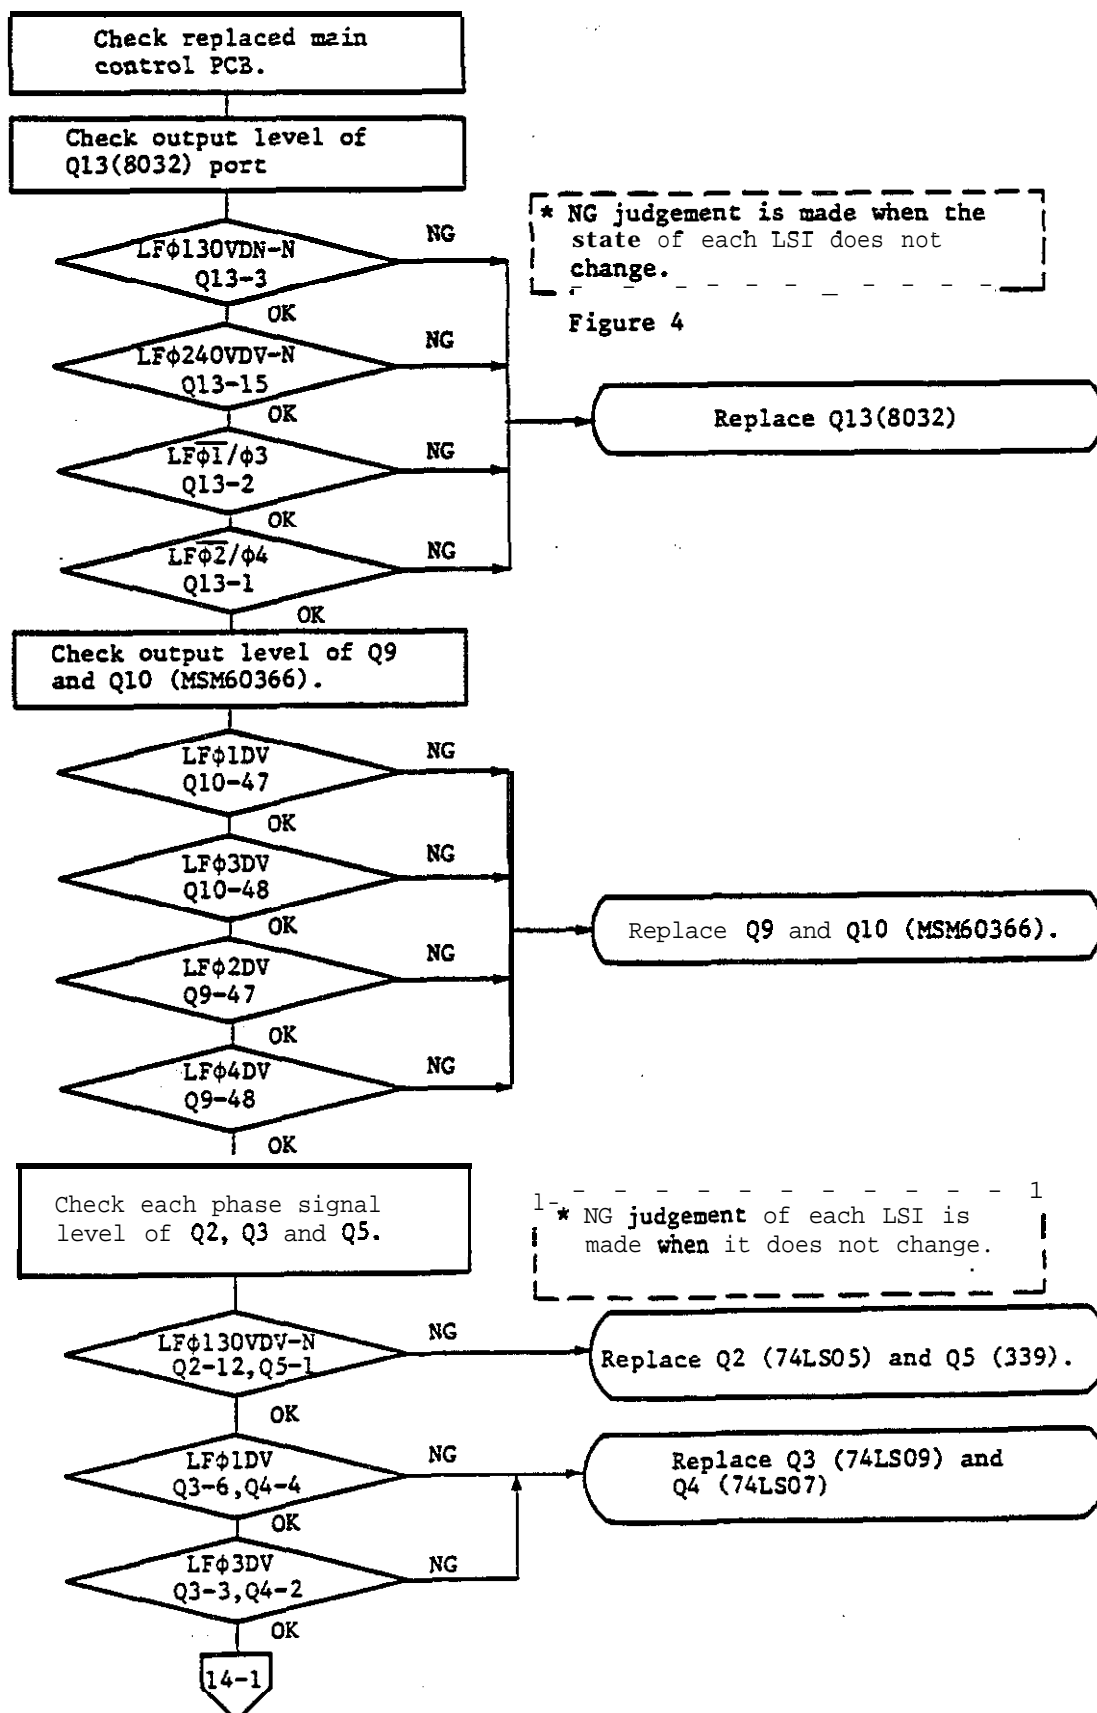 Check replaced main
control PCB.
Check output level of
Q13(8032) port
* NG judgement is made when the
state of each LSI does not
change.
Figure 4
LFϕ130VDN-N
Q13-3
NG
OK
LFϕ240VDV-N
Q13-15
NG
OK
Replace Q13(8032)
LFϕ̅1̅/ϕ3
Q13-2
NG
OK
LFϕ̅2̅/ϕ4
Q13-1
NG
OK
Check output level of Q9
and Q10 (MSM60366).
LFϕ1DV
Q10-47
NG
OK
LFϕ3DV
Q10-48
NG
OK
Replace Q9 and Q10 (MSM60366).
LFϕ2DV
Q9-47
NG
OK
LFϕ4DV
Q9-48
NG
OK
Check each phase signal
level of Q2, Q3 and Q5.
* NG judgement of each LSI is
made when it does not change.
LFϕ130VDV-N
Q2-12,Q5-1
NG
OK
Replace Q2 (74LS05) and Q5 (339).
LFϕ1DV
Q3-6,Q4-4
NG
OK
Replace Q3 (74LS09) and
Q4 (74LS07)
LFϕ3DV
Q3-3,Q4-2
NG
OK
14-1